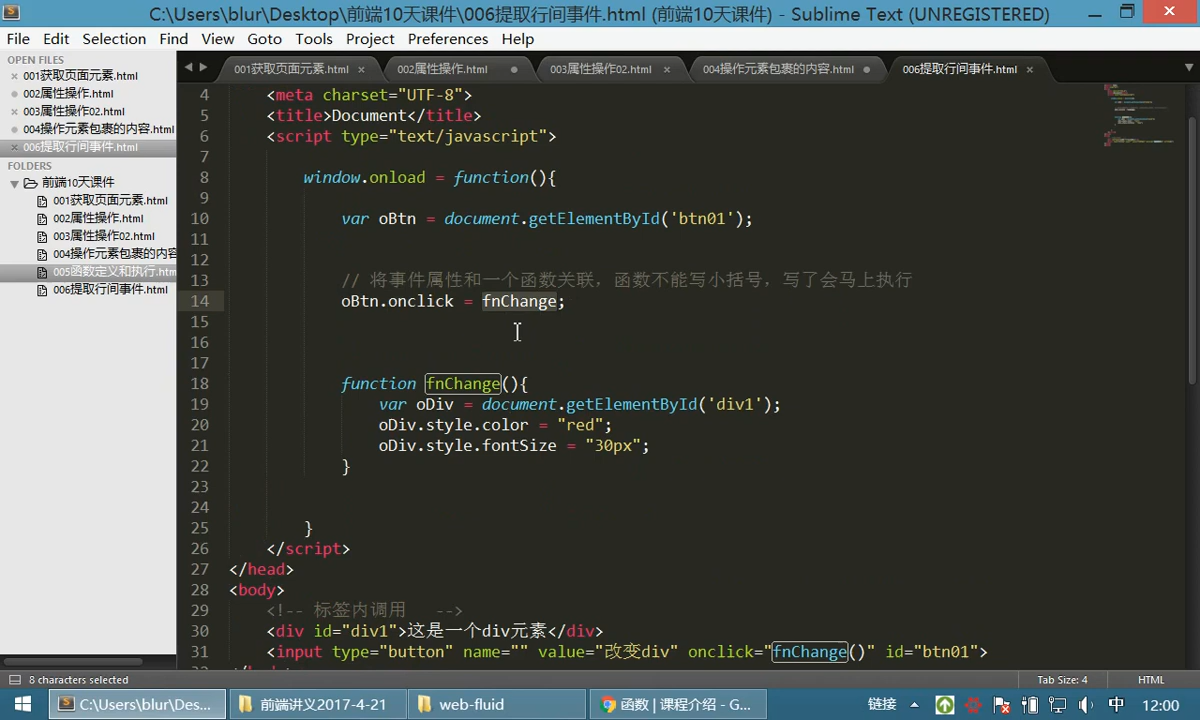 C:\Users\blur\Desktop\前端10天课件\006提取行间事件.html (前端10天课件) - Sublime Text (UNREGISTERED)
File Edit Selection Find View Goto Tools Project Preferences Help
OPEN FILES
001获取页面元素.html
002属性操作.html
003属性操作02.html
004操作元素包裹的内容.html
006提取行间事件.html
FOLDERS
前端10天课件
001获取页面元素.html
002属性操作.html
003属性操作02.html
004操作元素包裹的内容
005函数定义和执行.htm
006提取行间事件.html
001获取页面元素.html 002属性操作.html 003属性操作02.html 004操作元素包裹的内容.html 006提取行间事件.html
4 <meta charset="UTF-8">
5 <title>Document</title>
6 <script type="text/javascript">
7
8 window.onload = function(){
9
10 var oBtn = document.getElementById('btn01');
11
12
13 // 将事件属性和一个函数关联，函数不能写小括号，写了会马上执行
14 oBtn.onclick = fnChange;
15
16
17
18 function fnChange(){
19 var oDiv = document.getElementById('div1');
20 oDiv.style.color = "red";
21 oDiv.style.fontSize = "30px";
22 }
23
24
25 }
26 </script>
27 </head>
28 <body>
29 <!-- 标签内调用 -->
30 <div id="div1">这是一个div元素</div>
31 <input type="button" name="" value="改变div" onclick="fnChange()" id="btn01">
8 characters selected Tab Size: 4 HTML
C:\Users\blur\Des... 前端讲义2017-4-21 web-fluid 函数 | 课程介绍 - G... 链接 中 12:00